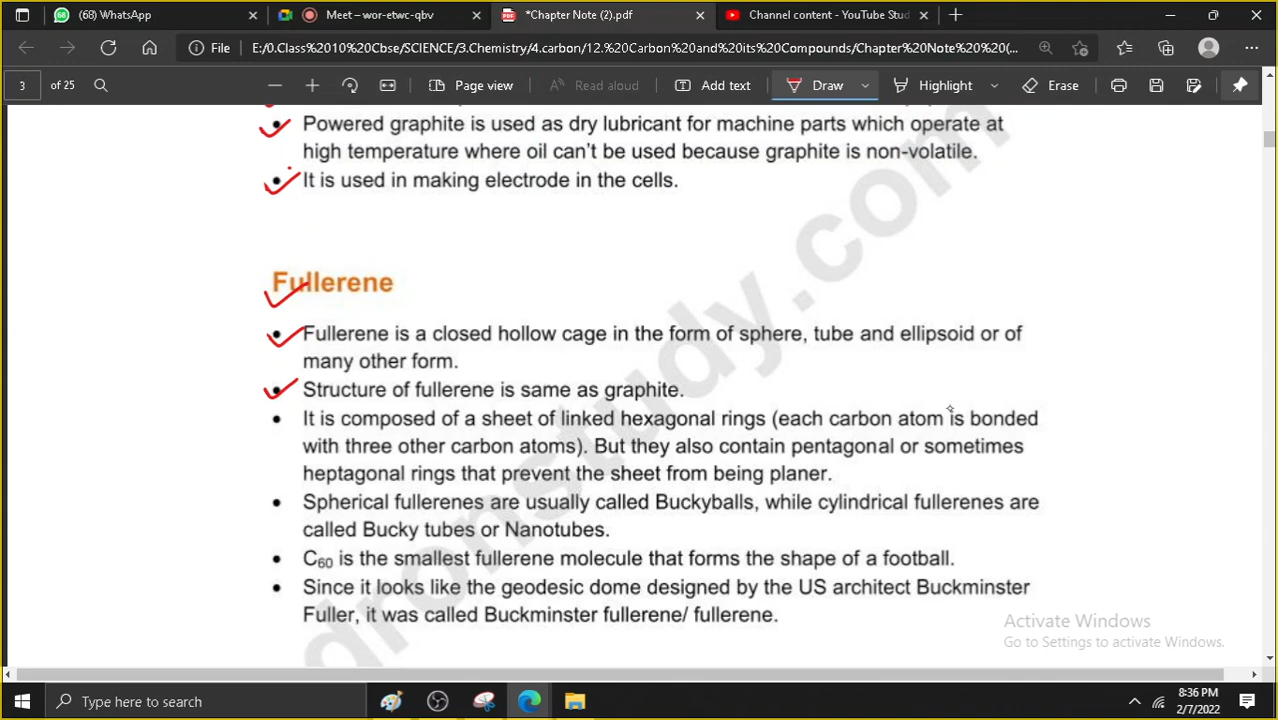 (68) WhatsApp
Meet – wor-etwc-qbv
*Chapter Note (2).pdf
Channel content - YouTube Stud
File
E:/0.Class%2010%20Cbse/SCIENCE/3.Chemistry/4.carbon/12.%20Carbon%20and%20its%20Compounds/Chapter%20Note%20%20(...
3 of 25
Page view
Read aloud
Add text
Draw
Highlight
Erase
Powered graphite is used as dry lubricant for machine parts which operate at
high temperature where oil can't be used because graphite is non-volatile.
It is used in making electrode in the cells.
Fullerene
Fullerene is a closed hollow cage in the form of sphere, tube and ellipsoid or of
many other form.
Structure of fullerene is same as graphite.
It is composed of a sheet of linked hexagonal rings (each carbon atom is bonded
with three other carbon atoms). But they also contain pentagonal or sometimes
heptagonal rings that prevent the sheet from being planer.
Spherical fullerenes are usually called Buckyballs, while cylindrical fullerenes are
called Bucky tubes or Nanotubes.
C60 is the smallest fullerene molecule that forms the shape of a football.
Since it looks like the geodesic dome designed by the US architect Buckminster
Fuller, it was called Buckminster fullerene/ fullerene.
dronstudy.com
Activate Windows
Go to Settings to activate Windows.
Type here to search
8:36 PM
2/7/2022